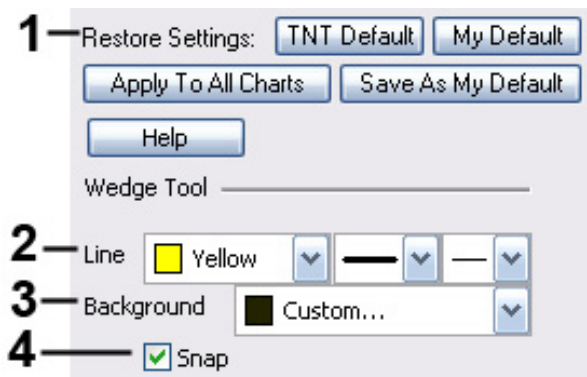 1 Restore Settings: TNT Default My Default
Apply To All Charts Save As My Default
Help
Wedge Tool
2 Line Yellow
3 Background Custom...
4 Snap